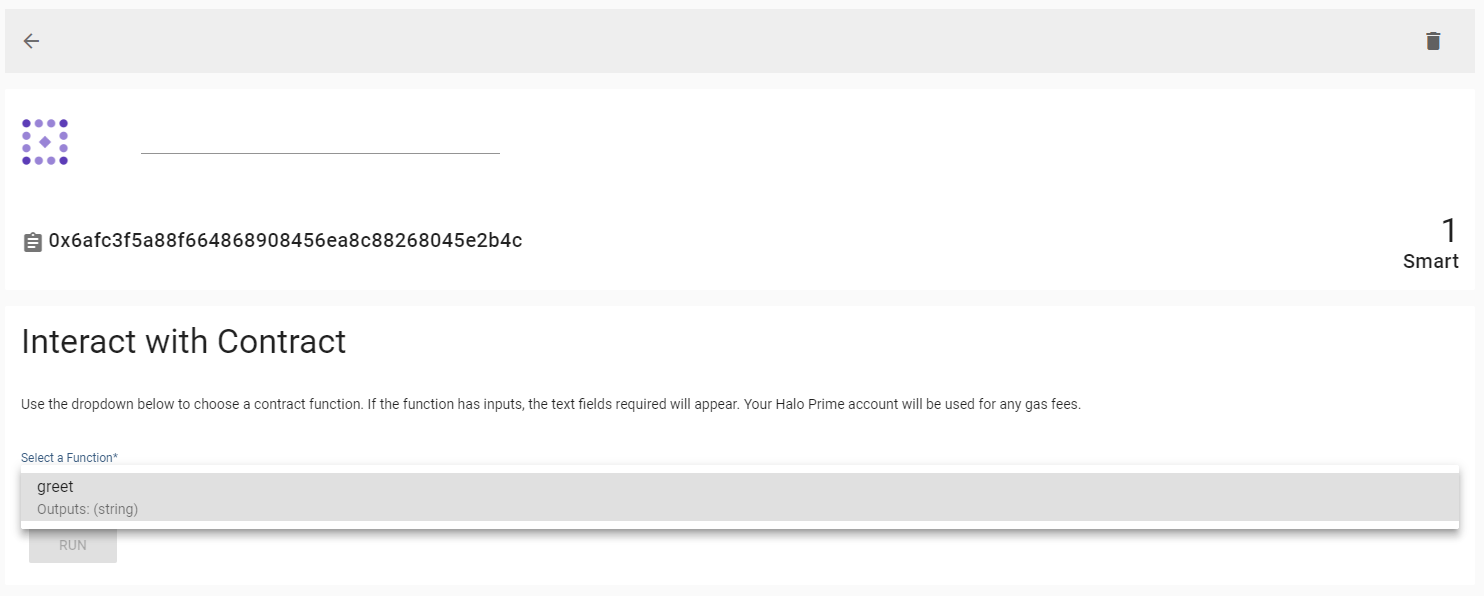 0x6afc3f5a88f664868908456ea8c88268045e2b4c
1
Smart
Interact with Contract
Use the dropdown below to choose a contract function. If the function has inputs, the text fields required will appear. Your Halo Prime account will be used for any gas fees.
Select a Function*
greet
Outputs: (string)
RUN